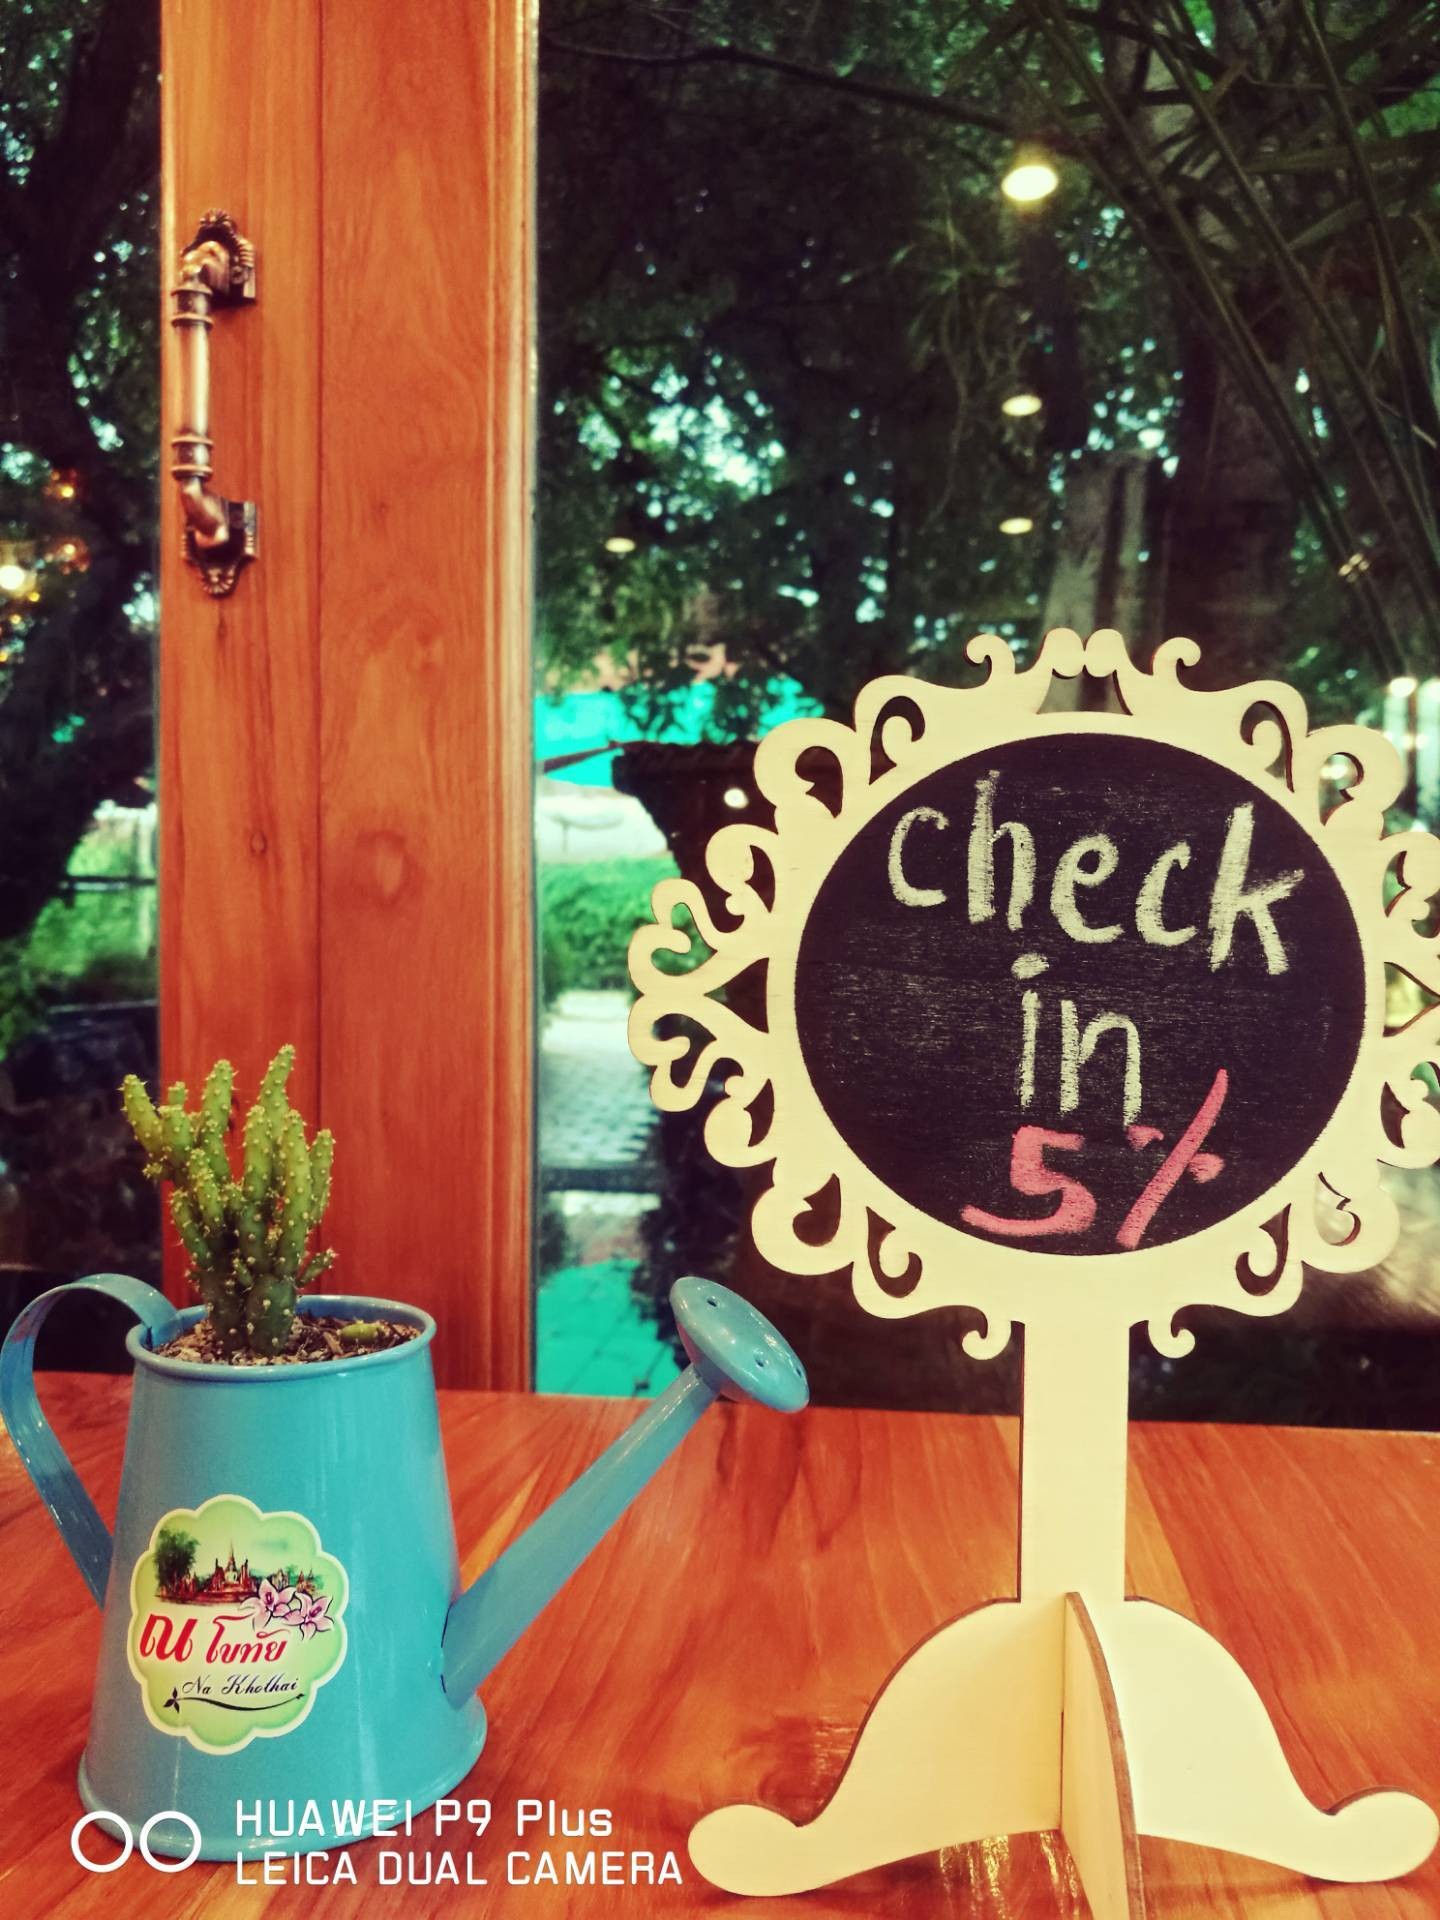 check
in
5%
ณ โขทัย
Na Khothai
HUAWEI P9 Plus
LEICA DUAL CAMERA